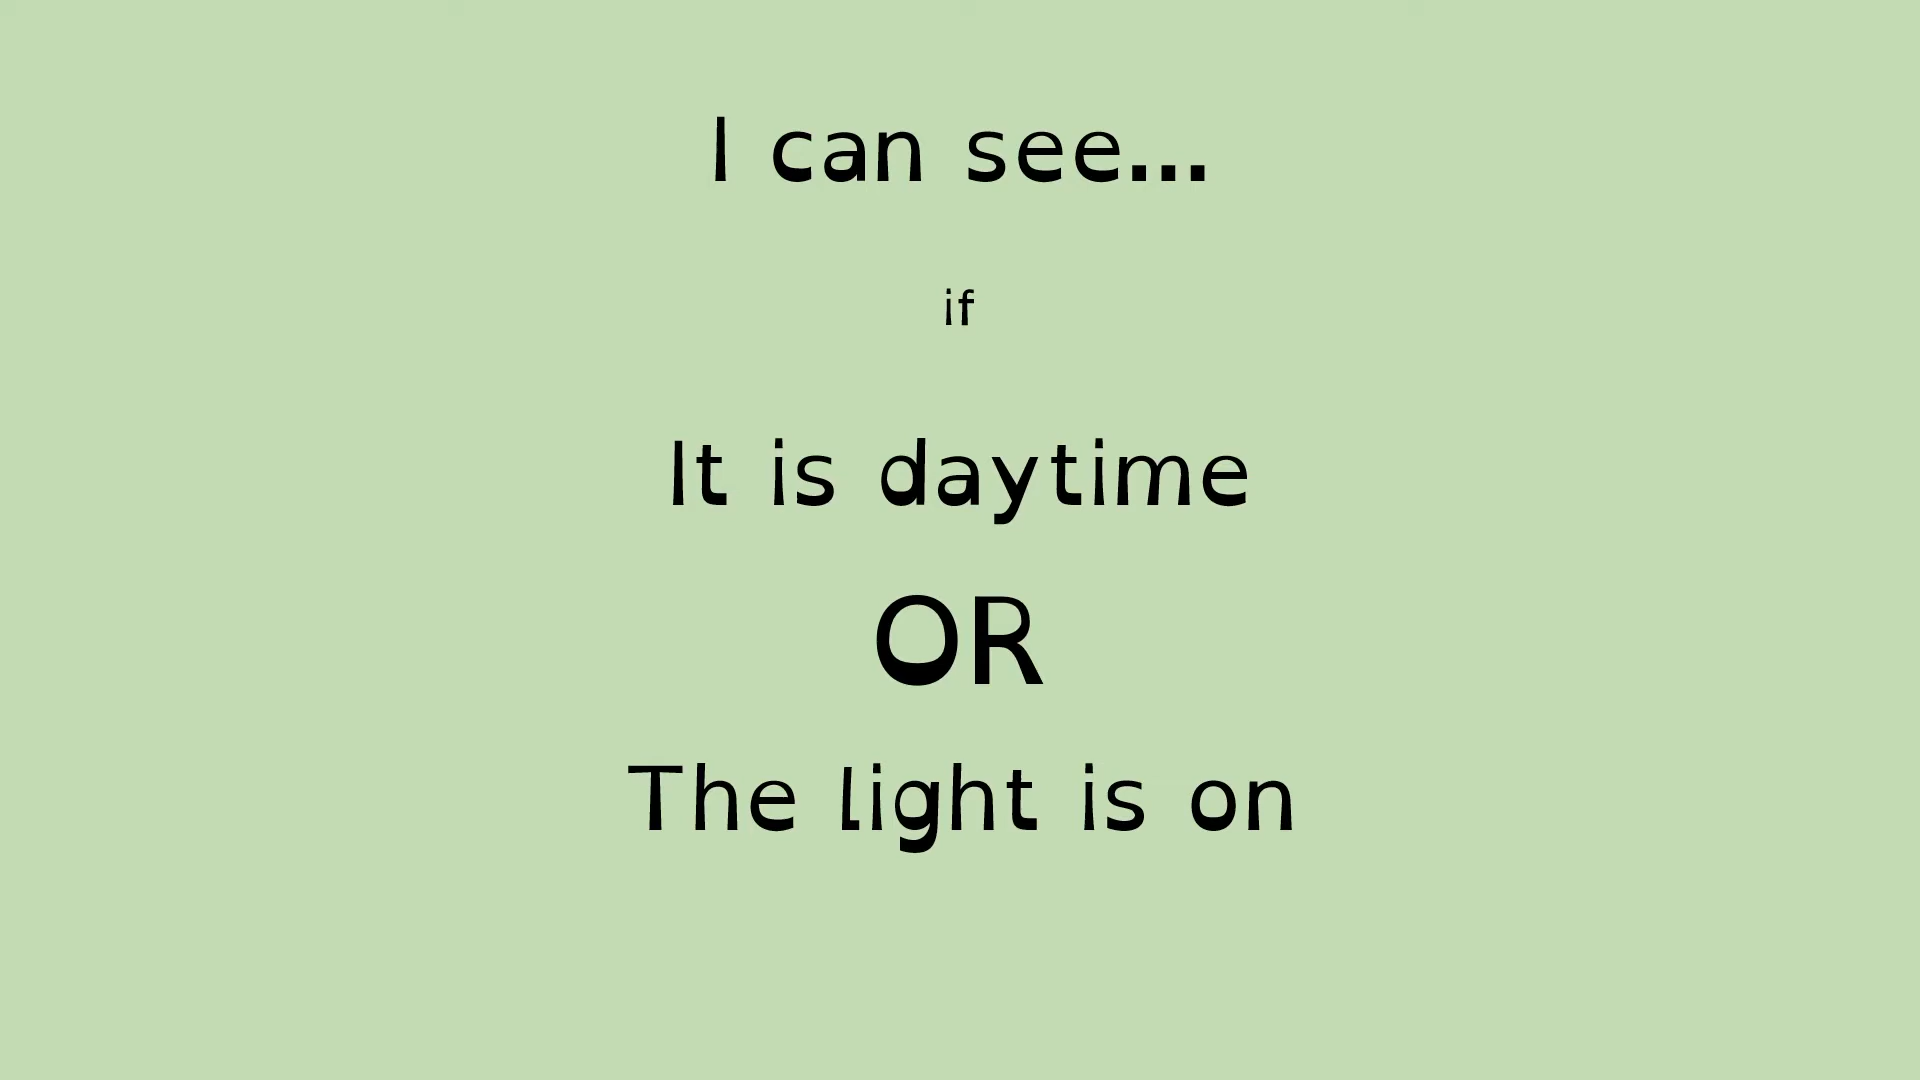 I can see...
if
It is daytime
OR
The light is on